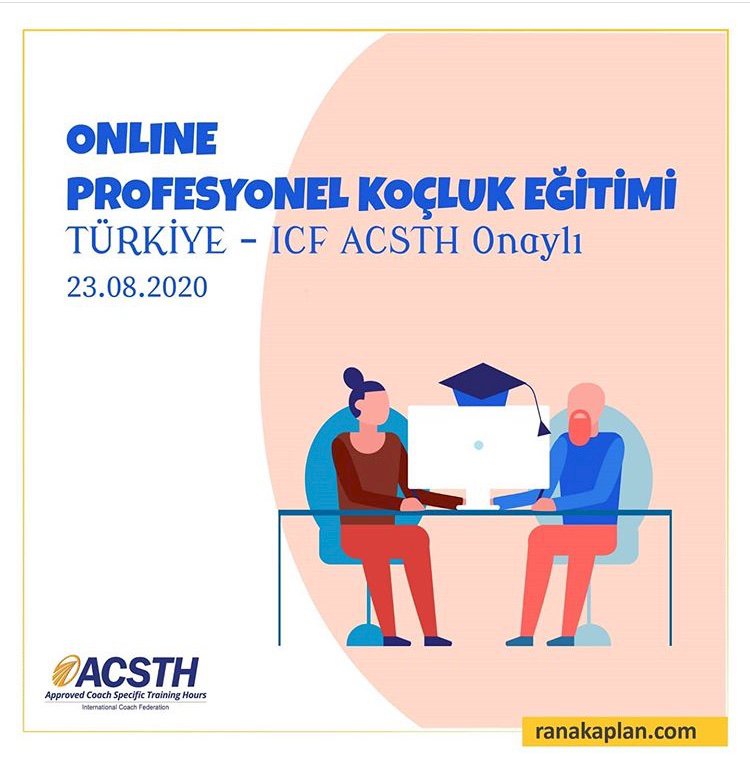 ONLINE
PROFESYONEL KOÇLUK EĞİTİMİ
TÜRKİYE - ICF ACSTH Onaylı
23.08.2020
ACSTH
Approved Coach Specific Training Hours
International Coach Federation
ranakaplan.com